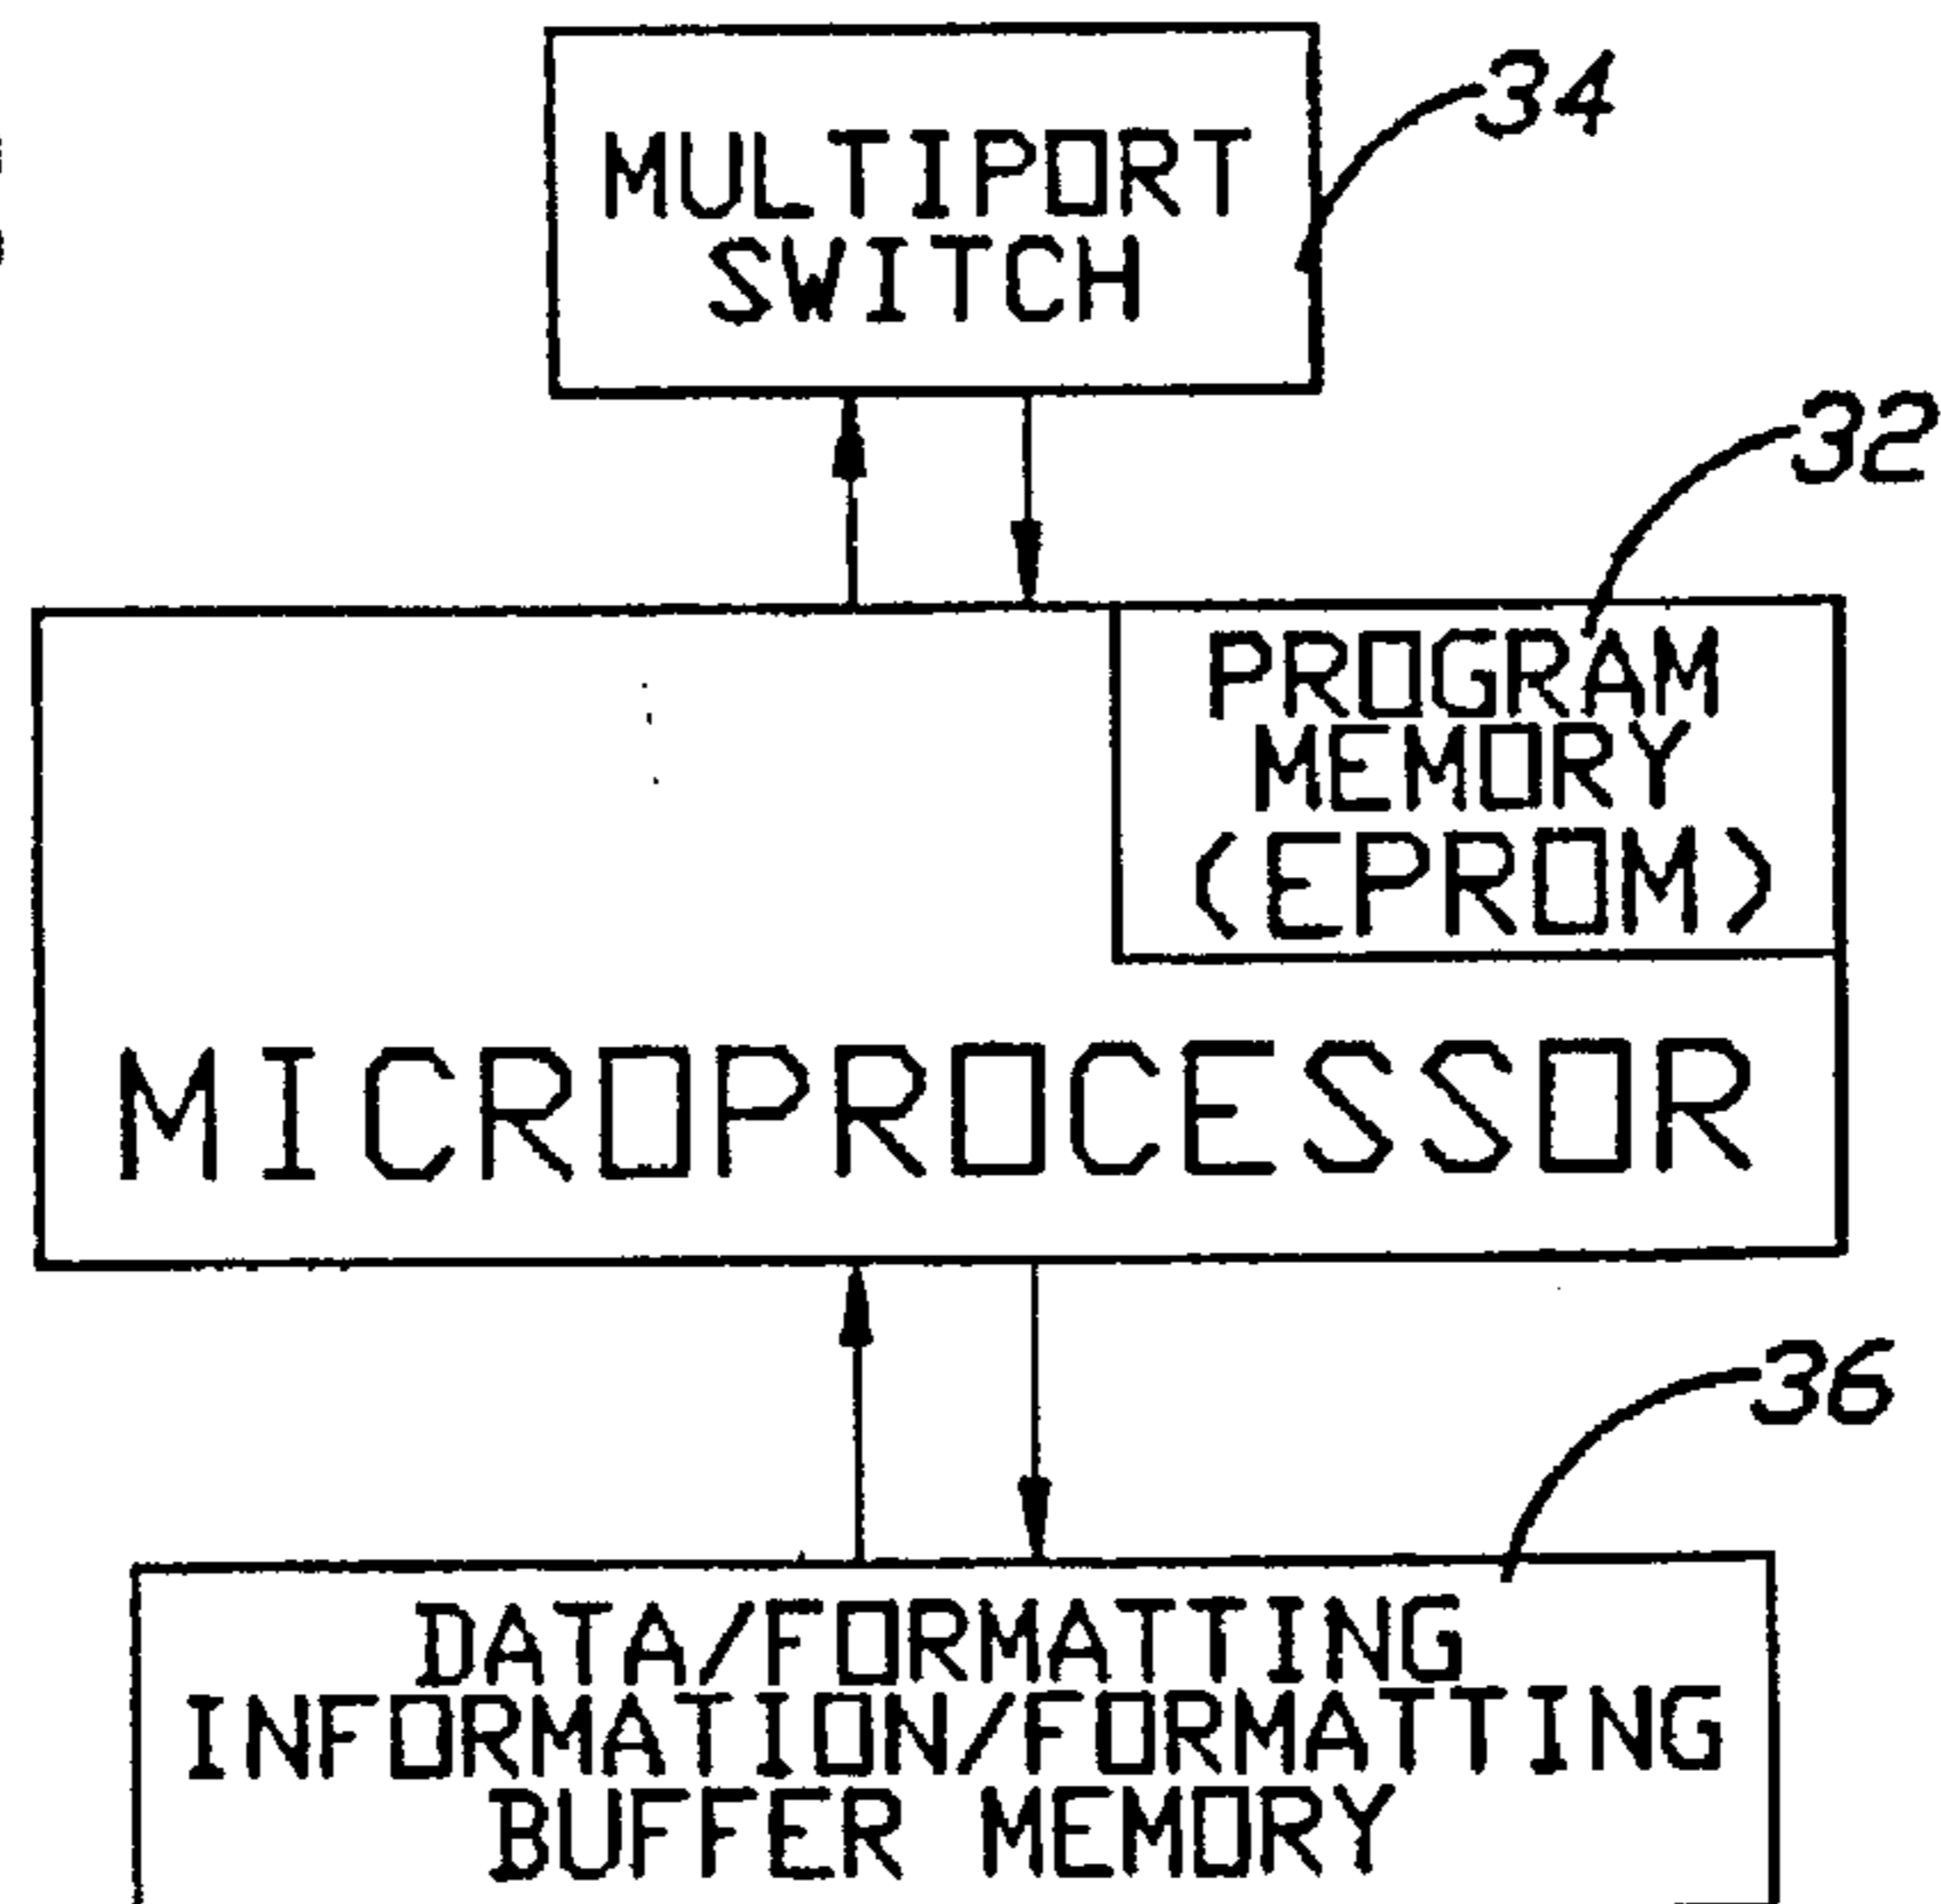 34
MULTIPORT
SWITCH
32
PROGRAM
MEMORY
(EPROM)
MICROPROCESSOR
36
DATA/FORMATTING
INFORMATION/FORMATTING
BUFFER MEMORY